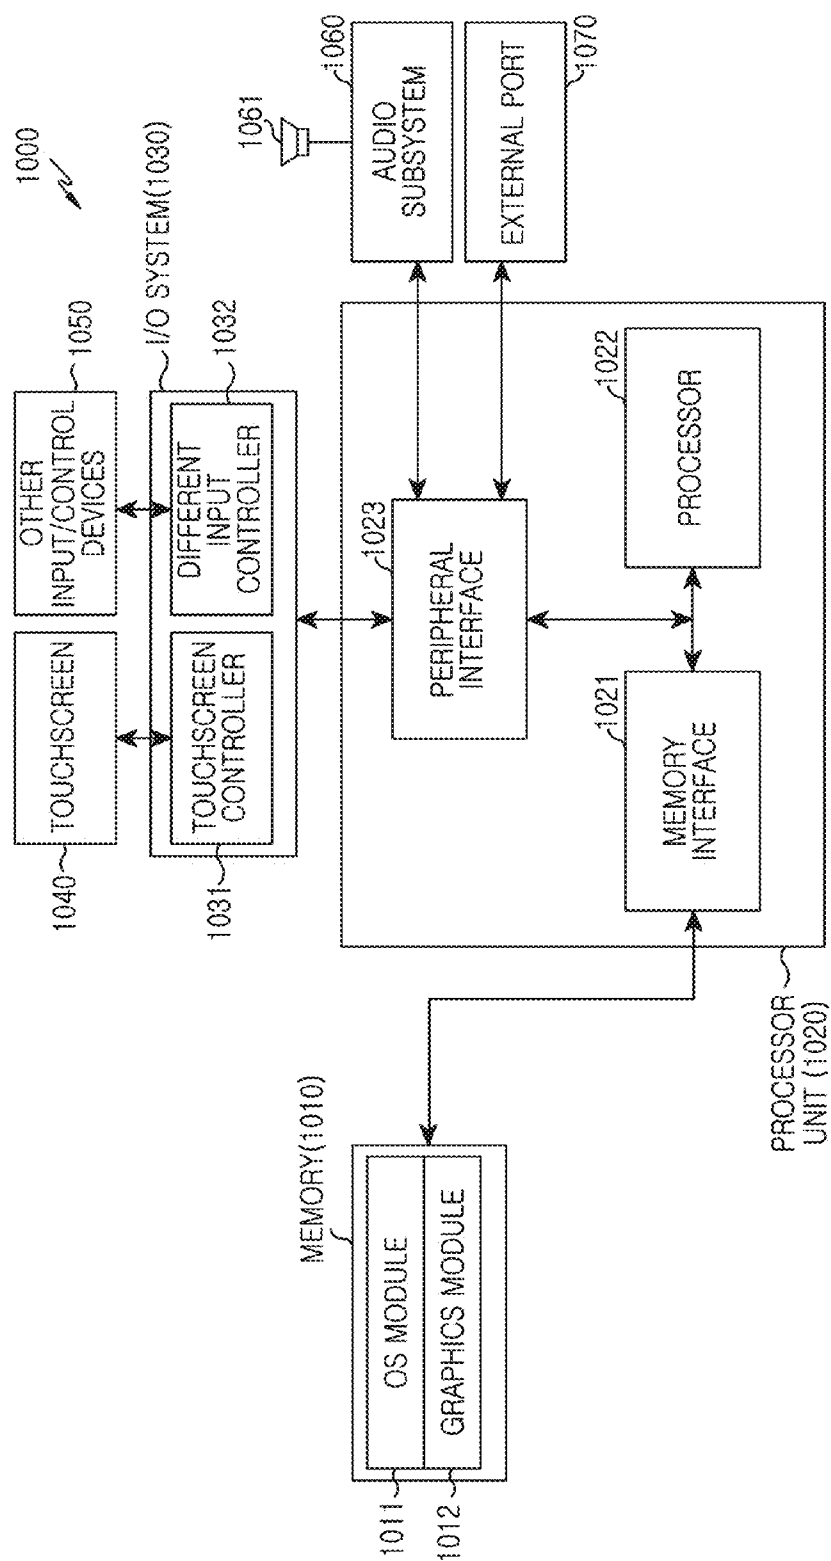 1000
OTHER
INPUT/CONTROL
DEVICES
1050
TOUCHSCREEN
1040
I/O SYSTEM(1030)
DIFFERENT
INPUT
CONTROLLER
1032
TOUCHSCREEN
CONTROLLER
1031
1061
AUDIO
SUBSYSTEM
1060
EXTERNAL PORT
1070
PERIPHERAL
INTERFACE
1023
PROCESSOR
1022
MEMORY
INTERFACE
1021
PROCESSOR
UNIT (1020)
MEMORY(1010)
OS MODULE
1011
GRAPHICS MODULE
1012